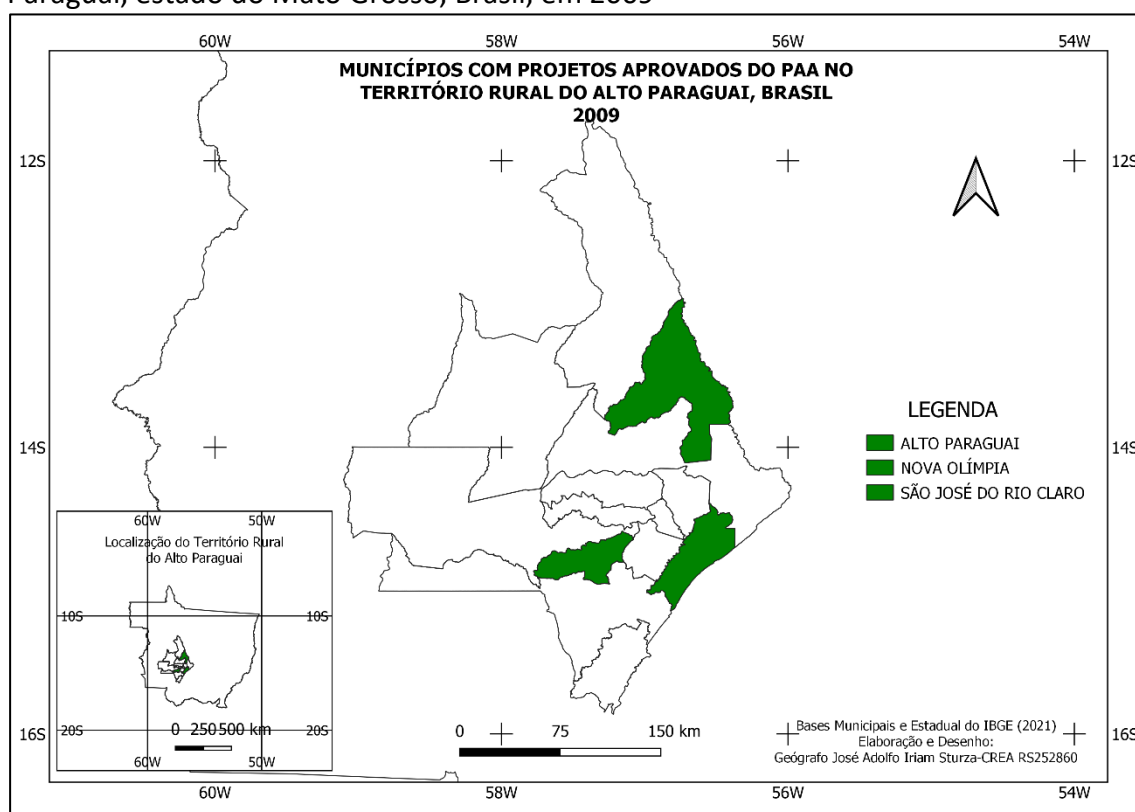 Paraguai, estado do Mato Grosso, Brasil, em 2009
60W 58W 56W 54W
MUNICÍPIOS COM PROJETOS APROVADOS DO PAA NO
TERRITÓRIO RURAL DO ALTO PARAGUAI, BRASIL
2009
12S 12S
14S 14S
LEGENDA
ALTO PARAGUAI
NOVA OLÍMPIA
SÃO JOSÉ DO RIO CLARO
60W 50W
Localização do Território Rural
do Alto Paraguai
10S 10S
0 250 500 km
20S 20S
60W 50W
0 75 150 km
Bases Municipais e Estadual do IBGE (2021)
Elaboração e Desenho:
Geógrafo José Adolfo Iriam Sturza-CREA RS252860
16S 16S
60W 58W 56W 54W